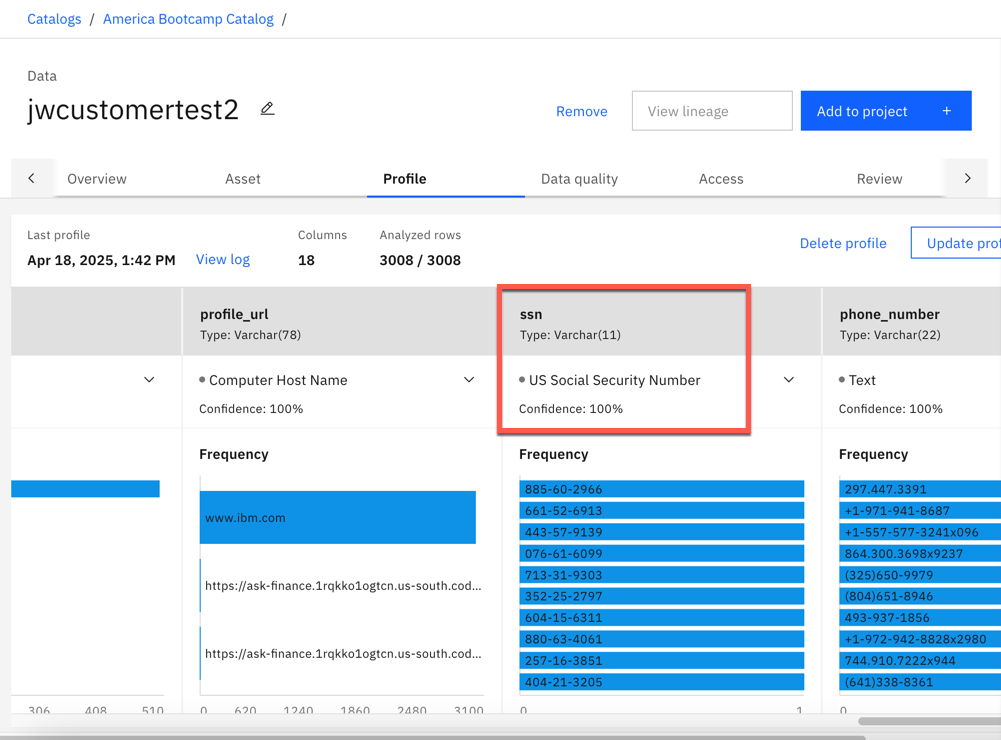 Catalogs / America Bootcamp Catalog /
Data
jwcustomertest2
Remove
View lineage
Add to project +
Overview Asset Profile Data quality Access Review
Last profile Columns Analyzed rows
Apr 18, 2025, 1:42 PM View log 18 3008 / 3008
Delete profile Update prof
profile_url
Type: Varchar(78)
Computer Host Name
Confidence: 100%
Frequency
www.ibm.com
https://ask-finance.1rqkko1ogtcn.us-south.cod...
https://ask-finance.1rqkko1ogtcn.us-south.cod...
ssn
Type: Varchar(11)
US Social Security Number
Confidence: 100%
Frequency
885-60-2966
661-52-6913
443-57-9139
076-61-6099
713-31-9303
352-25-2797
604-15-6311
880-63-4061
257-16-3851
404-21-3205
phone_number
Type: Varchar(22)
Text
Confidence: 100%
Frequency
297.447.3391
+1-971-941-8687
+1-557-577-3241x096
864.300.3698x9237
(325)650-9979
(804)651-8946
493-937-1856
+1-972-942-8828x2980
744.910.7222x944
(641)338-8361
306 408 510 0 620 1240 1860 2480 3100 0 1 0